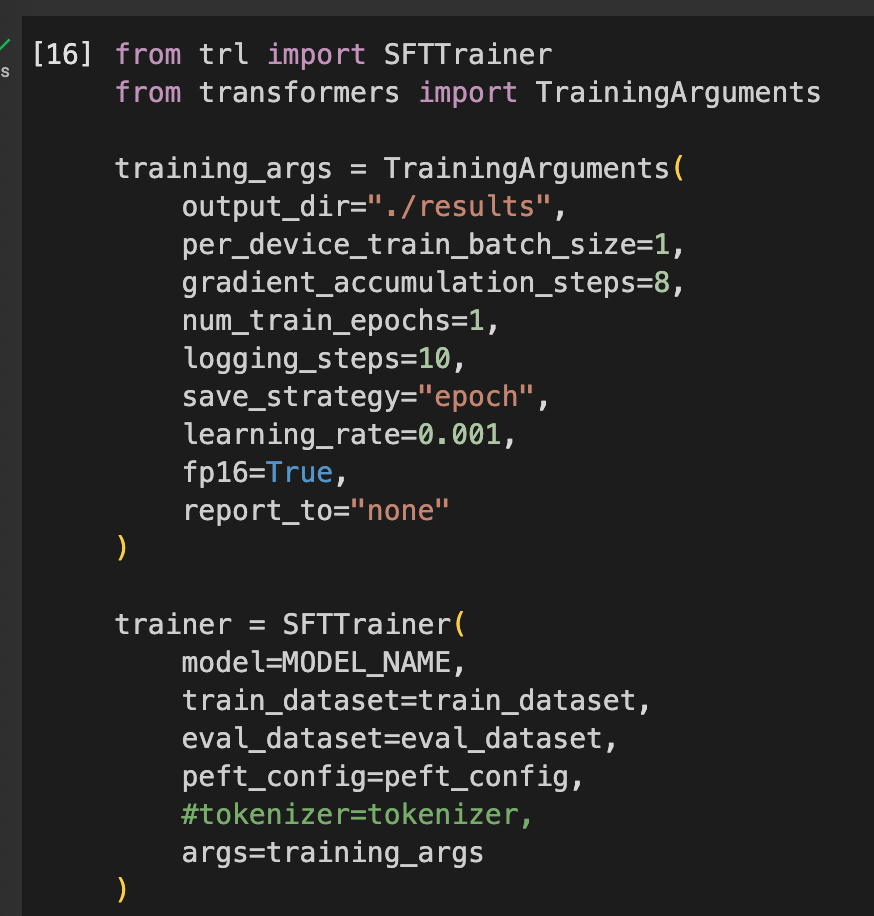 s
[16] from trl import SFTTrainer
from transformers import TrainingArguments
training_args = TrainingArguments(
output_dir="./results",
per_device_train_batch_size=1,
gradient_accumulation_steps=8,
num_train_epochs=1,
logging_steps=10,
save_strategy="epoch",
learning_rate=0.001,
fp16=True,
report_to="none"
)
trainer = SFTTrainer(
model=MODEL_NAME,
train_dataset=train_dataset,
eval_dataset=eval_dataset,
peft_config=peft_config,
#tokenizer=tokenizer,
args=training_args
)